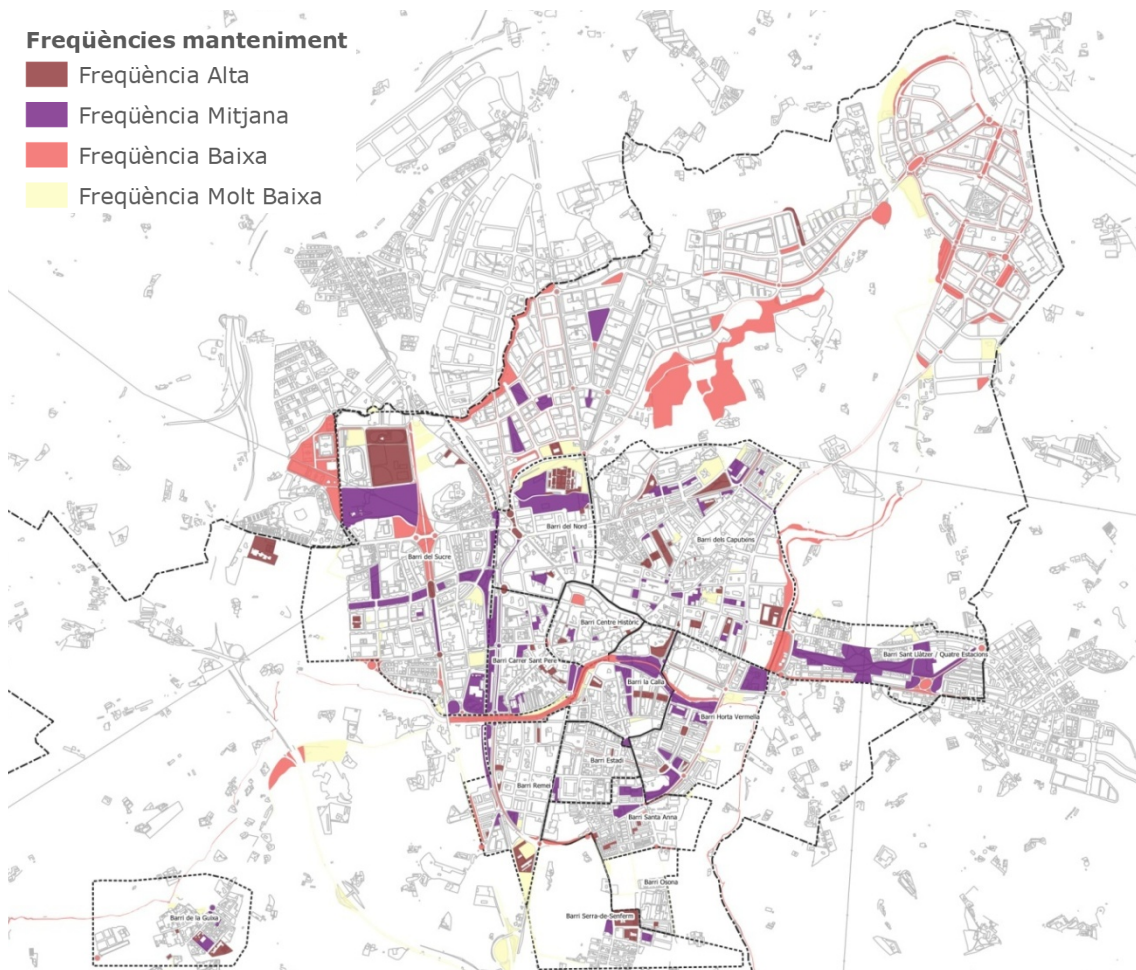 Freqüències manteniment
Freqüència Alta
Freqüència Mitjana
Freqüència Baixa
Freqüència Molt Baixa
Barri del Nord
Barri dels Caputxins
Barri del Sucre
Barri Centre Històric
Barri Sant Llàtzer / Quatre Estacions
Barri Carrer Sant Pere
Barri la Calla
Barri Horta Vermella
Barri Estadi
Barri Remei
Barri Santa Anna
Barri Osona
Barri Serra-de-Senferm
Barri de la Guixa